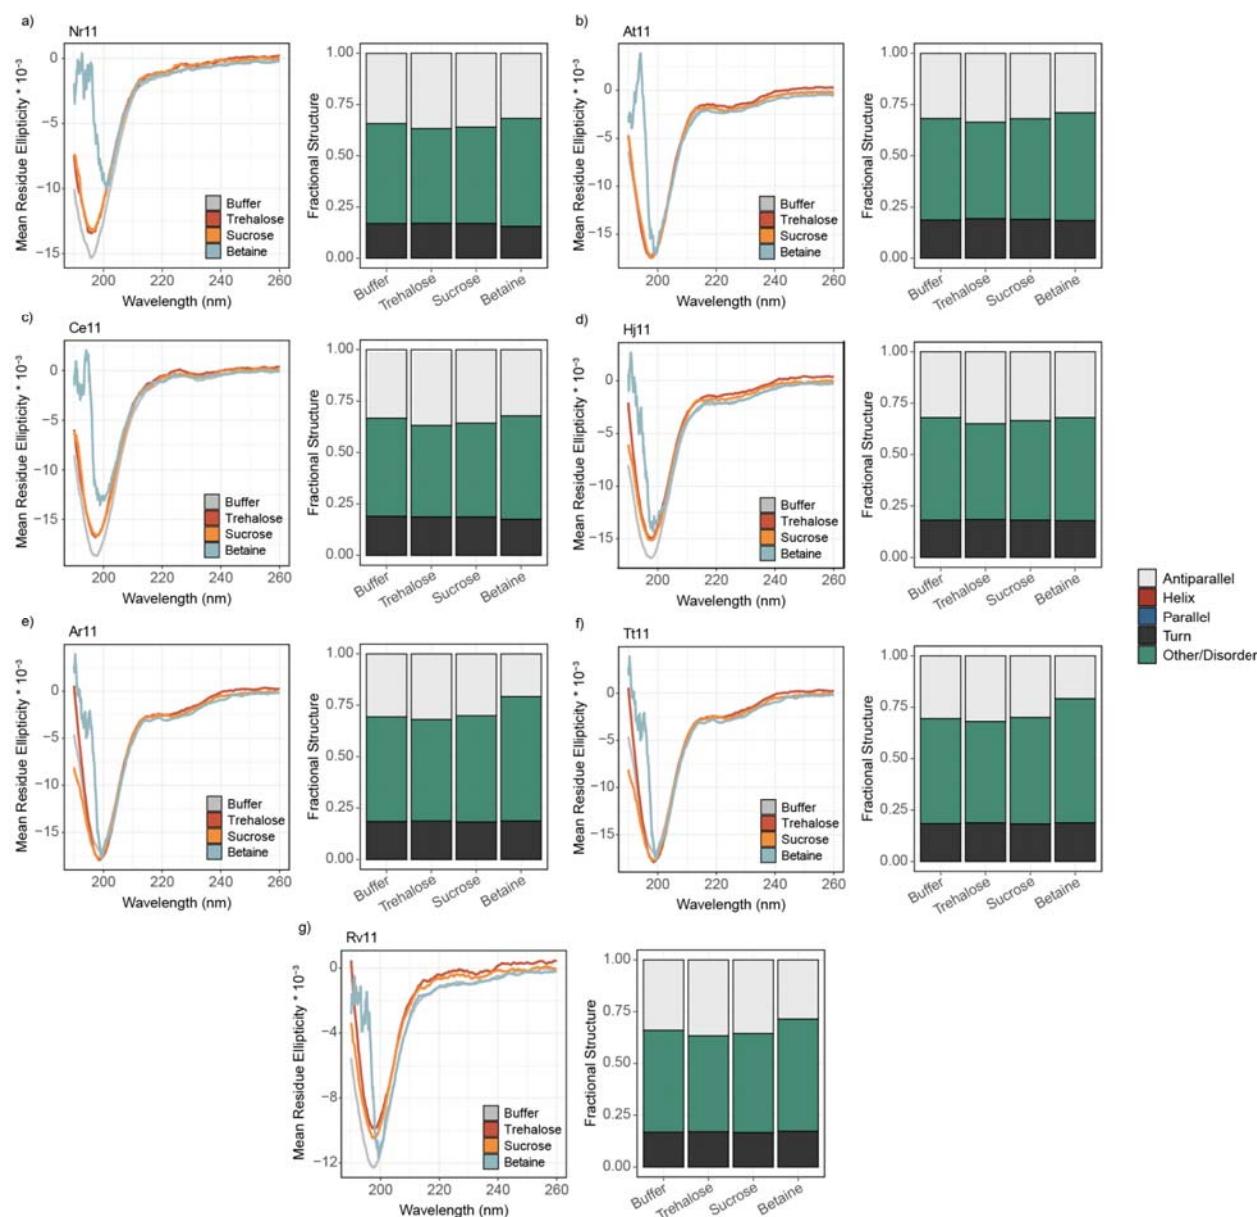 a)
Nr11
Mean Residue Ellipticity * 10⁻³
0
−5
−10
−15
200
220
240
260
Wavelength (nm)
Buffer
Trehalose
Sucrose
Betaine
Fractional Structure
1.00
0.75
0.50
0.25
0.00
Buffer
Trehalose
Sucrose
Betaine
b)
At11
Mean Residue Ellipticity * 10⁻³
0
−5
−10
−15
200
220
240
260
Wavelength (nm)
Buffer
Trehalose
Sucrose
Betaine
Fractional Structure
1.00
0.75
0.50
0.25
0.00
Buffer
Trehalose
Sucrose
Betaine
c)
Ce11
Mean Residue Ellipticity * 10⁻³
0
−5
−10
−15
200
220
240
260
Wavelength (nm)
Buffer
Trehalose
Sucrose
Betaine
Fractional Structure
1.00
0.75
0.50
0.25
0.00
Buffer
Trehalose
Sucrose
Betaine
d)
Hj11
Mean Residue Ellipticity * 10⁻³
0
−5
−10
−15
200
220
240
260
Wavelength (nm)
Buffer
Trehalose
Sucrose
Betaine
Fractional Structure
1.00
0.75
0.50
0.25
0.00
Buffer
Trehalose
Sucrose
Betaine
Antiparallel
Helix
Parallel
Turn
Other/Disorder
e)
Ar11
Mean Residue Ellipticity * 10⁻³
0
−5
−10
−15
200
220
240
260
Wavelength (nm)
Buffer
Trehalose
Sucrose
Betaine
Fractional Structure
1.00
0.75
0.50
0.25
0.00
Buffer
Trehalose
Sucrose
Betaine
f)
Tt11
Mean Residue Ellipticity * 10⁻³
0
−5
−10
−15
200
220
240
260
Wavelength (nm)
Buffer
Trehalose
Sucrose
Betaine
Fractional Structure
1.00
0.75
0.50
0.25
0.00
Buffer
Trehalose
Sucrose
Betaine
g)
Rv11
Mean Residue Ellipticity * 10⁻³
0
−4
−8
−12
200
220
240
260
Wavelength (nm)
Buffer
Trehalose
Sucrose
Betaine
Fractional Structure
1.00
0.75
0.50
0.25
0.00
Buffer
Trehalose
Sucrose
Betaine